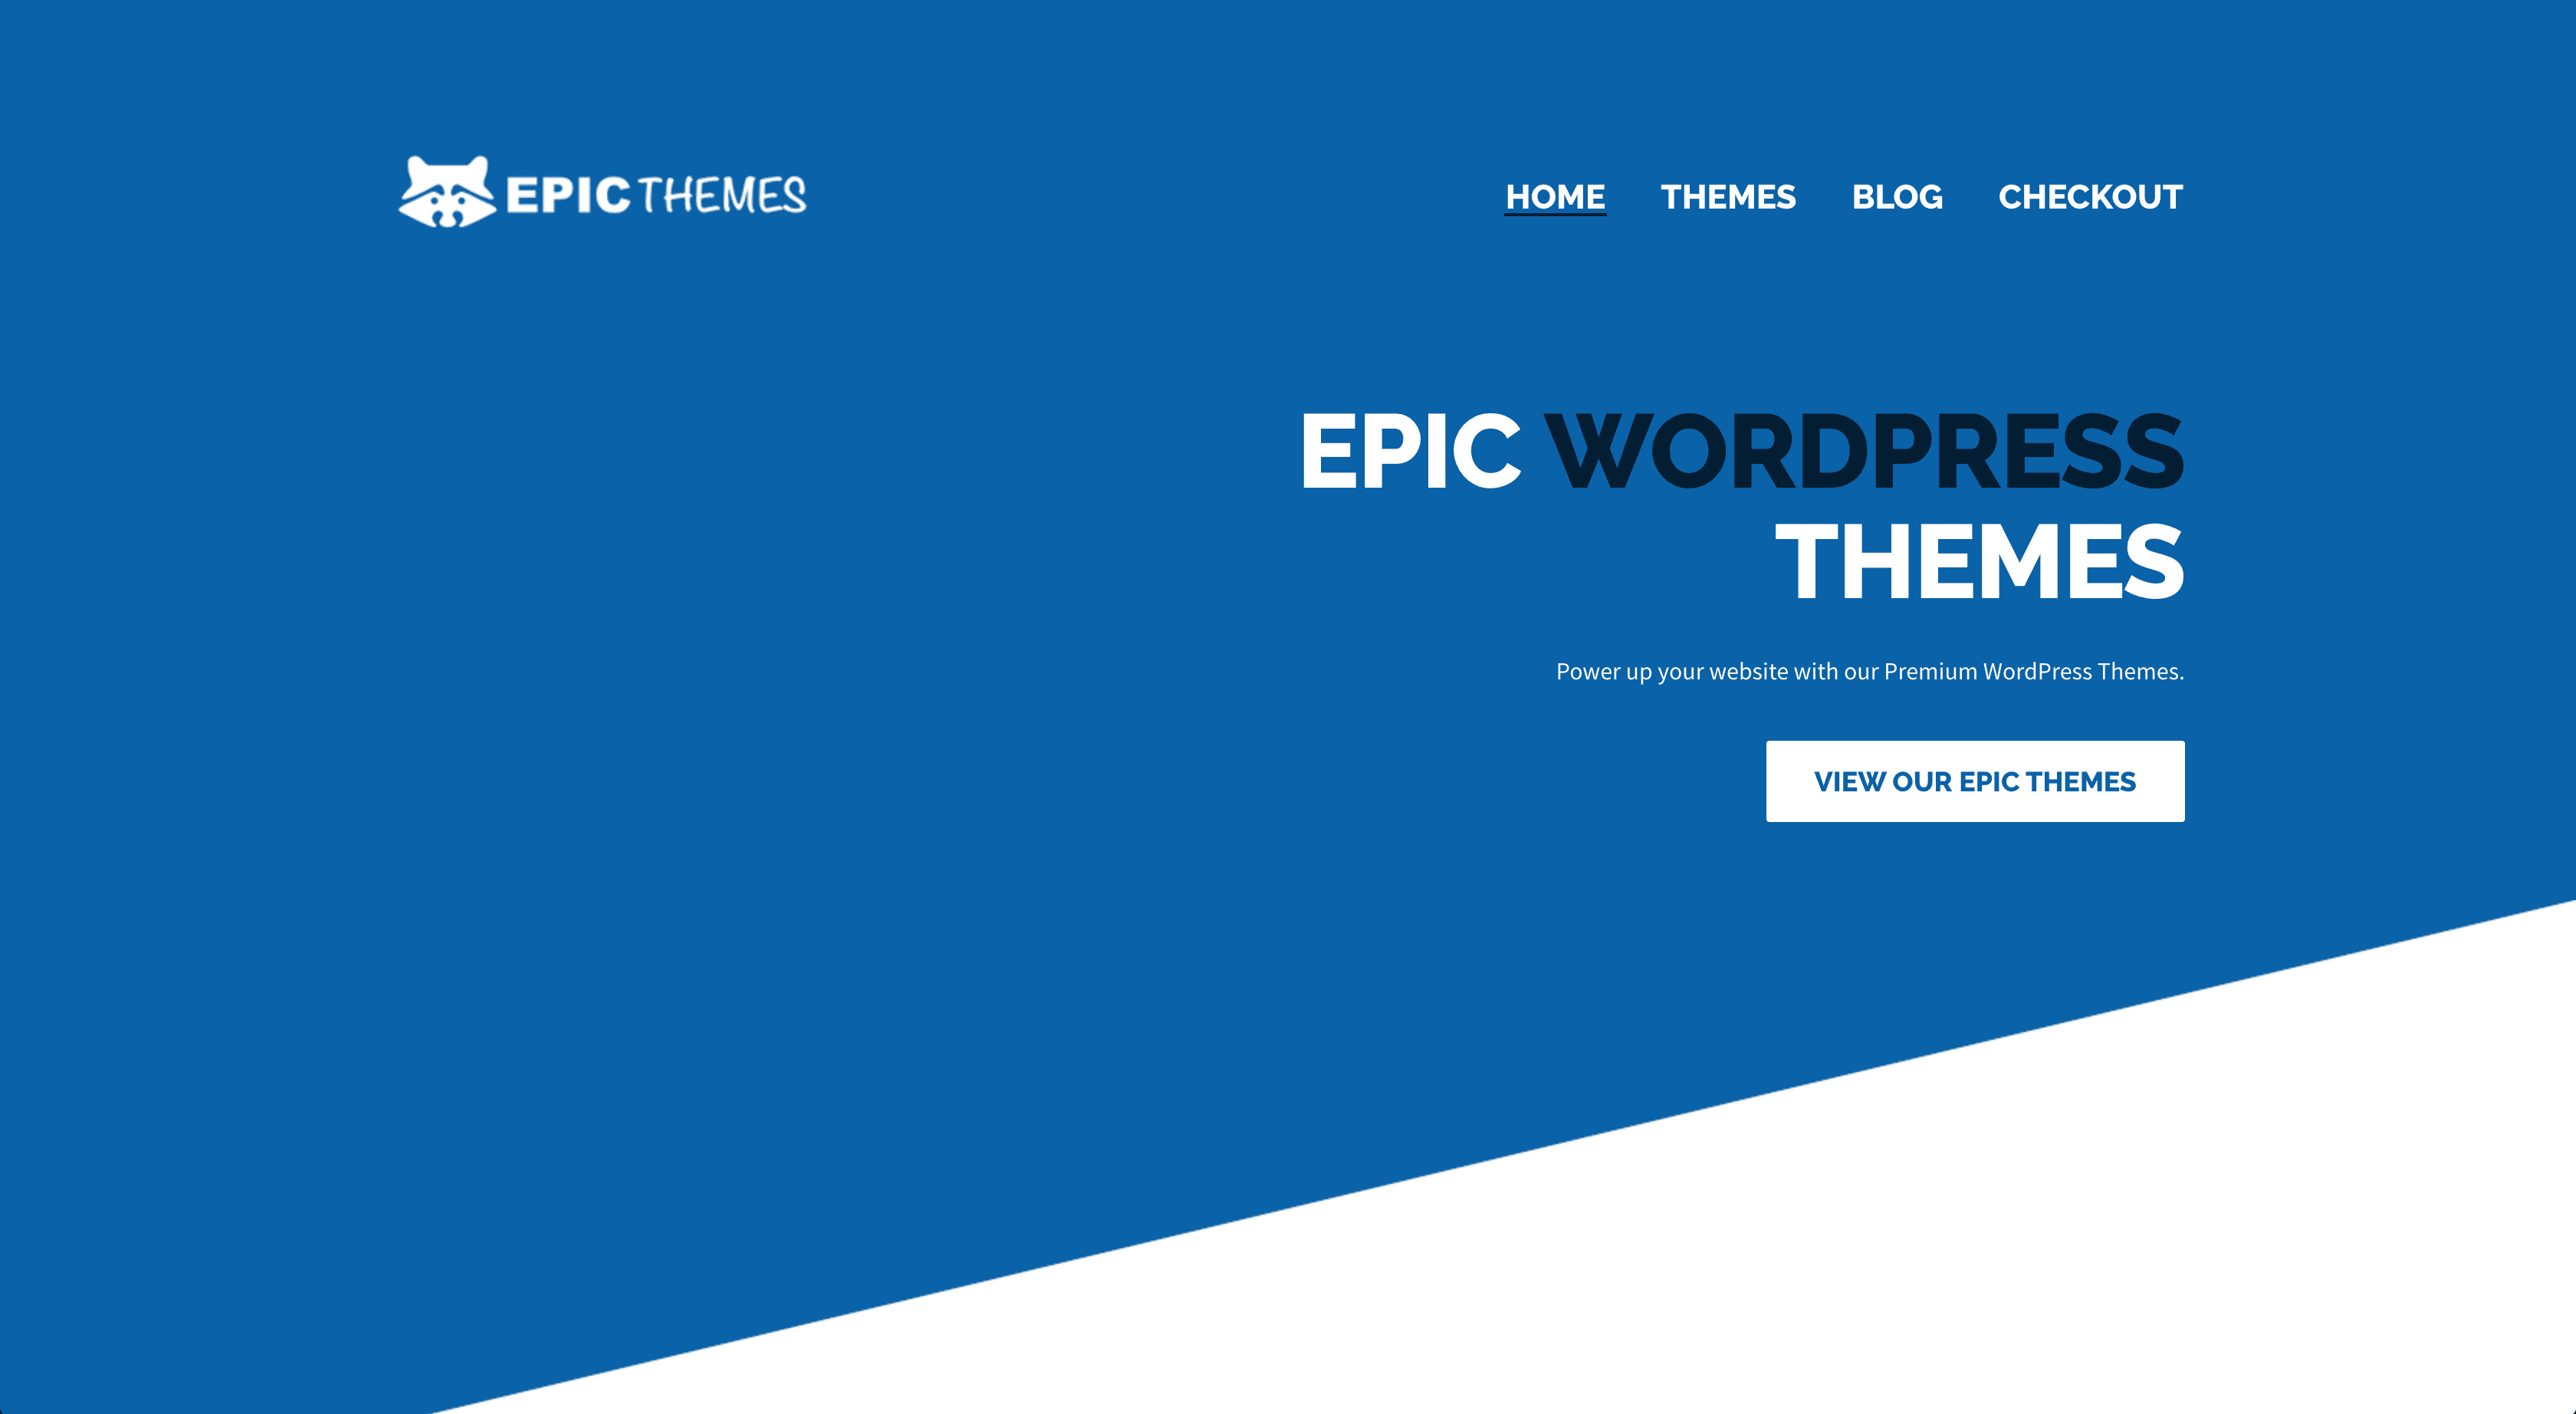 EPIC THEMES
HOME THEMES BLOG CHECKOUT
EPIC WORDPRESS
THEMES
Power up your website with our Premium WordPress Themes.
VIEW OUR EPIC THEMES